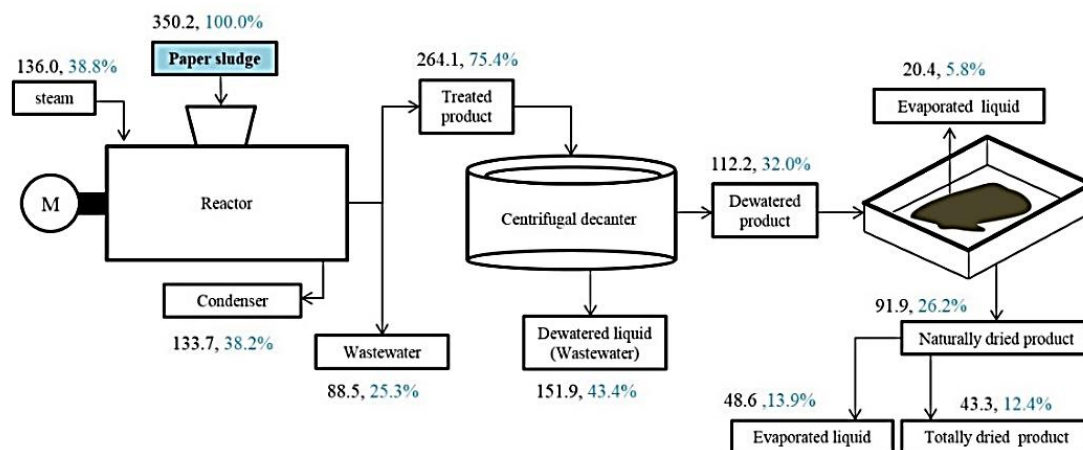 350.2, 100.0%
Paper sludge
136.0, 38.8%
steam
M
Reactor
Condenser
133.7, 38.2%
Wastewater
88.5, 25.3%
264.1, 75.4%
Treated
product
Centrifugal decanter
Dewatered liquid
(Wastewater)
151.9, 43.4%
112.2, 32.0%
Dewatered
product
20.4, 5.8%
Evaporated liquid
91.9, 26.2%
Naturally dried product
48.6 ,13.9%
Evaporated liquid
43.3, 12.4%
Totally dried product